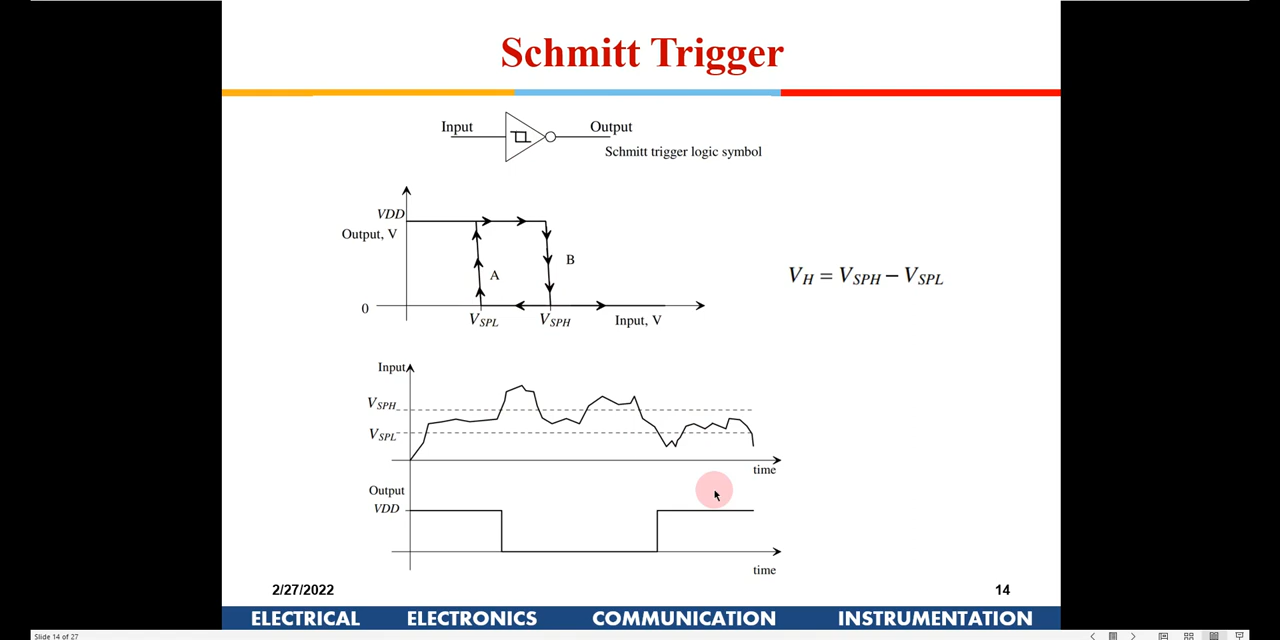 Schmitt Trigger
Input
Output
Schmitt trigger logic symbol
VDD
Output, V
A
B
0
VSPL
VSPH
Input, V
VH = VSPH − VSPL
Input
VSPH
VSPL
time
Output
VDD
time
2/27/2022
14
ELECTRICAL ELECTRONICS COMMUNICATION INSTRUMENTATION
Slide 14 of 27